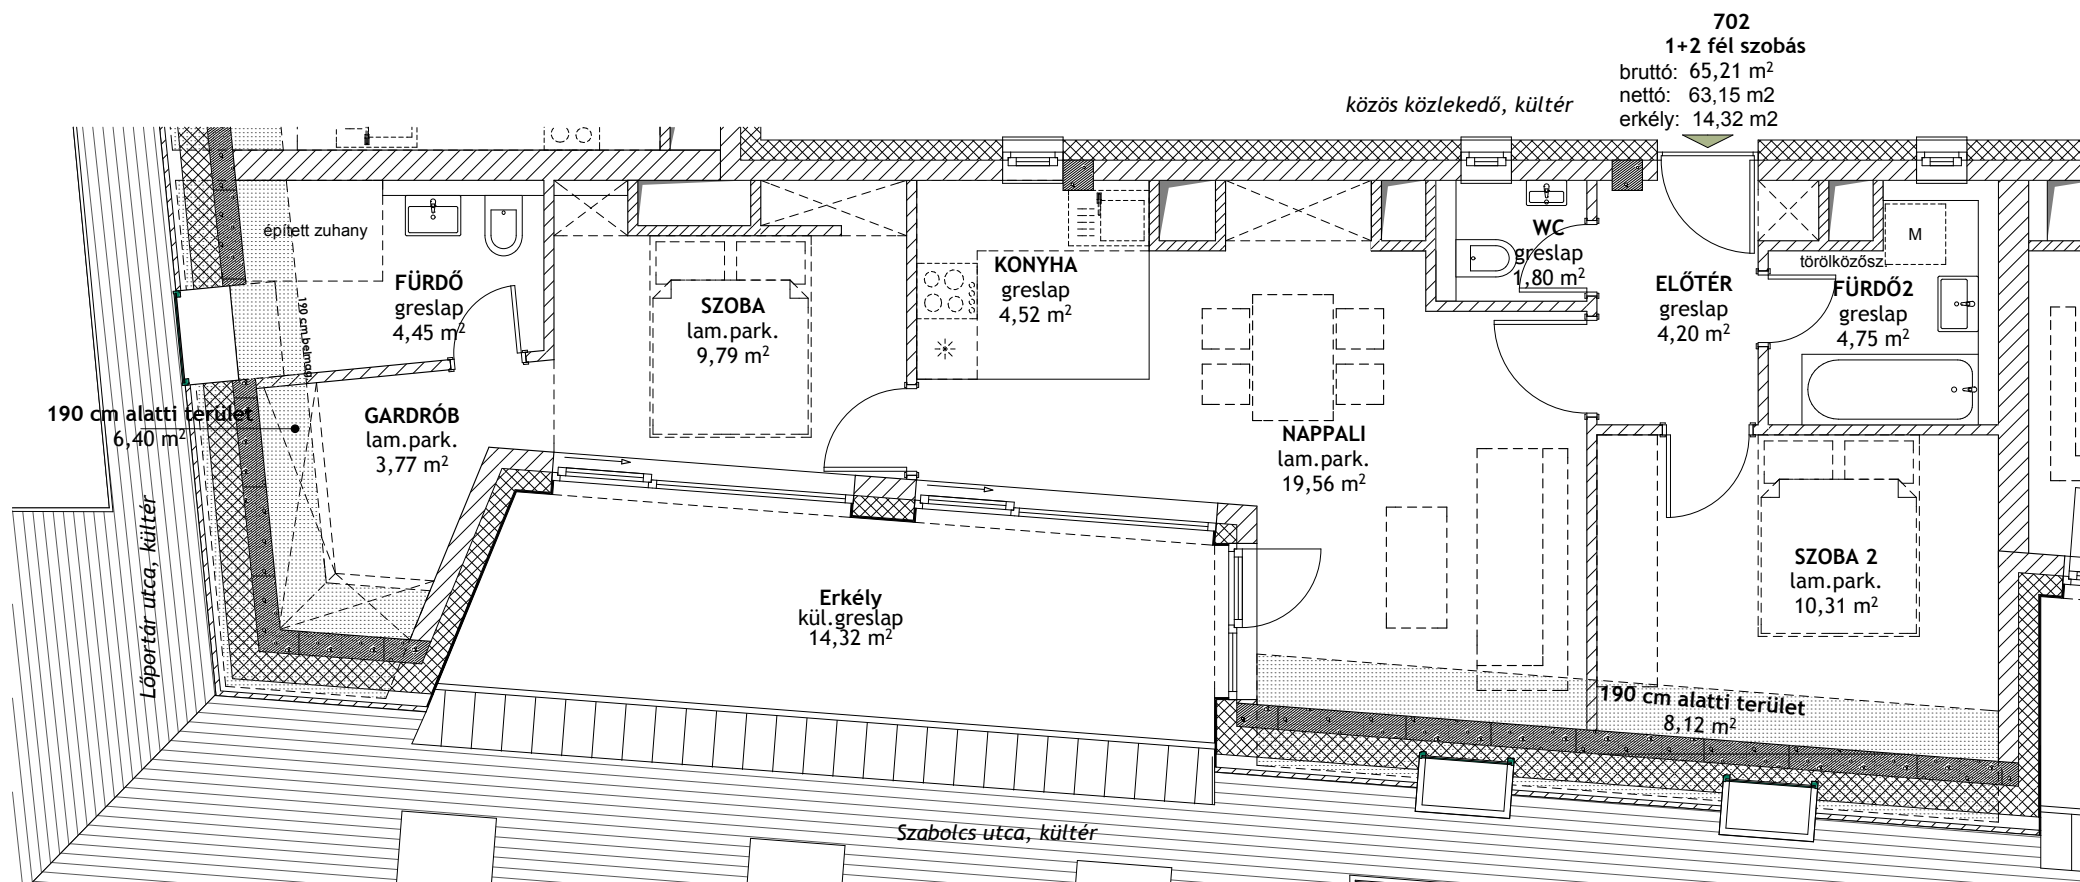 702
1+2 fél szobás
bruttó: 65,21 m²
nettó: 63,15 m2
erkély: 14,32 m2
közös közlekedő, kültér
épített zuhany
FÜRDŐ
greslap
4,45 m²
190 cm belmag.
SZOBA
lam.park.
9,79 m²
KONYHA
greslap
4,52 m²
WC
greslap
1,80 m²
ELŐTÉR
greslap
4,20 m²
M
törölközősz.
FÜRDŐ2
greslap
4,75 m²
190 cm alatti terület
6,40 m²
GARDRÓB
lam.park.
3,77 m²
NAPPALI
lam.park.
19,56 m²
SZOBA 2
lam.park.
10,31 m²
Erkély
kül.greslap
14,32 m²
Lőportár utca, kültér
190 cm alatti terület
8,12 m²
Szabolcs utca, kültér